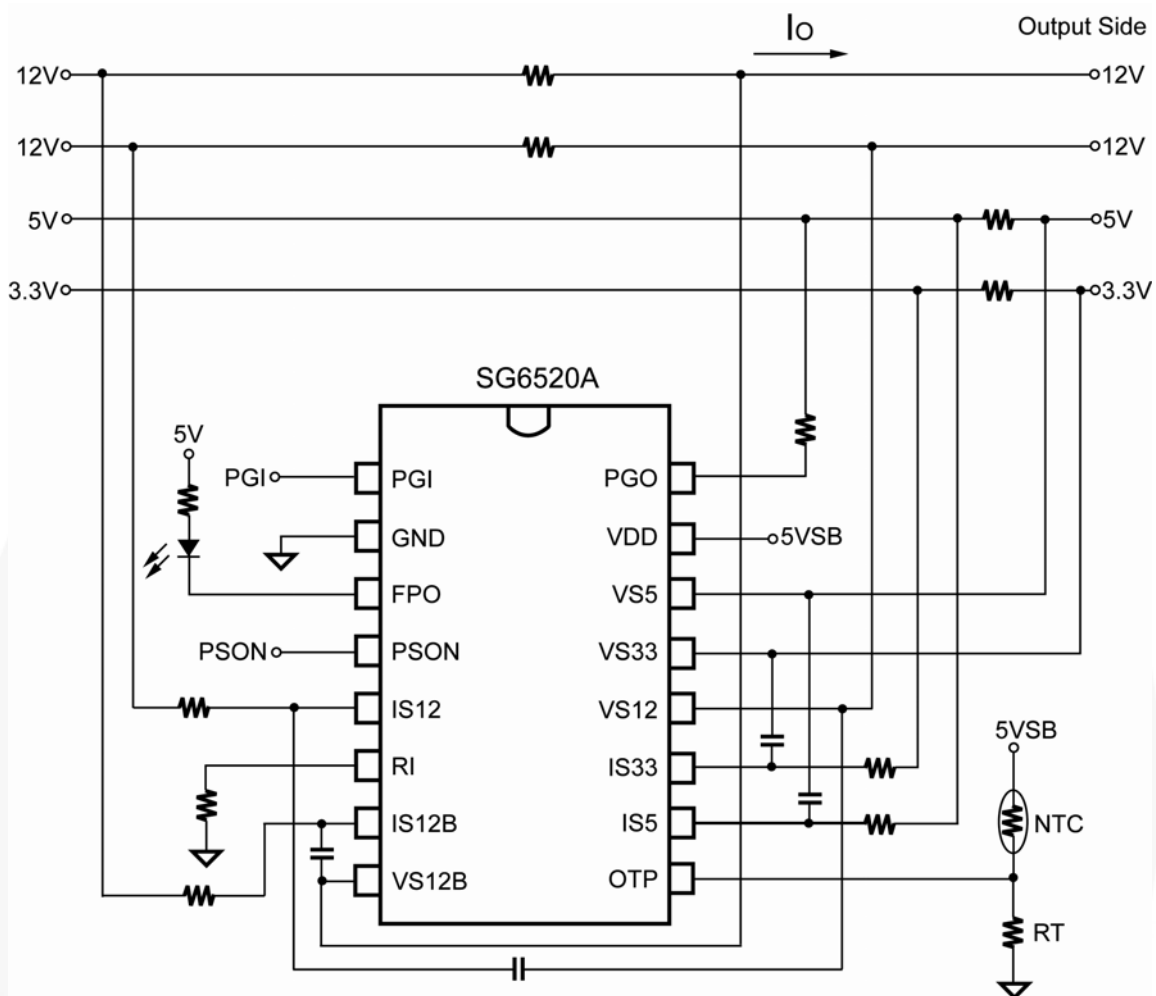 Io
Output Side
12V
12V
12V
12V
5V
5V
3.3V
3.3V
SG6520A
5V
PGI
PGI
PGO
GND
VDD
5VSB
FPO
VS5
PSON
PSON
VS33
IS12
VS12
5VSB
RI
IS33
IS12B
IS5
NTC
VS12B
OTP
RT